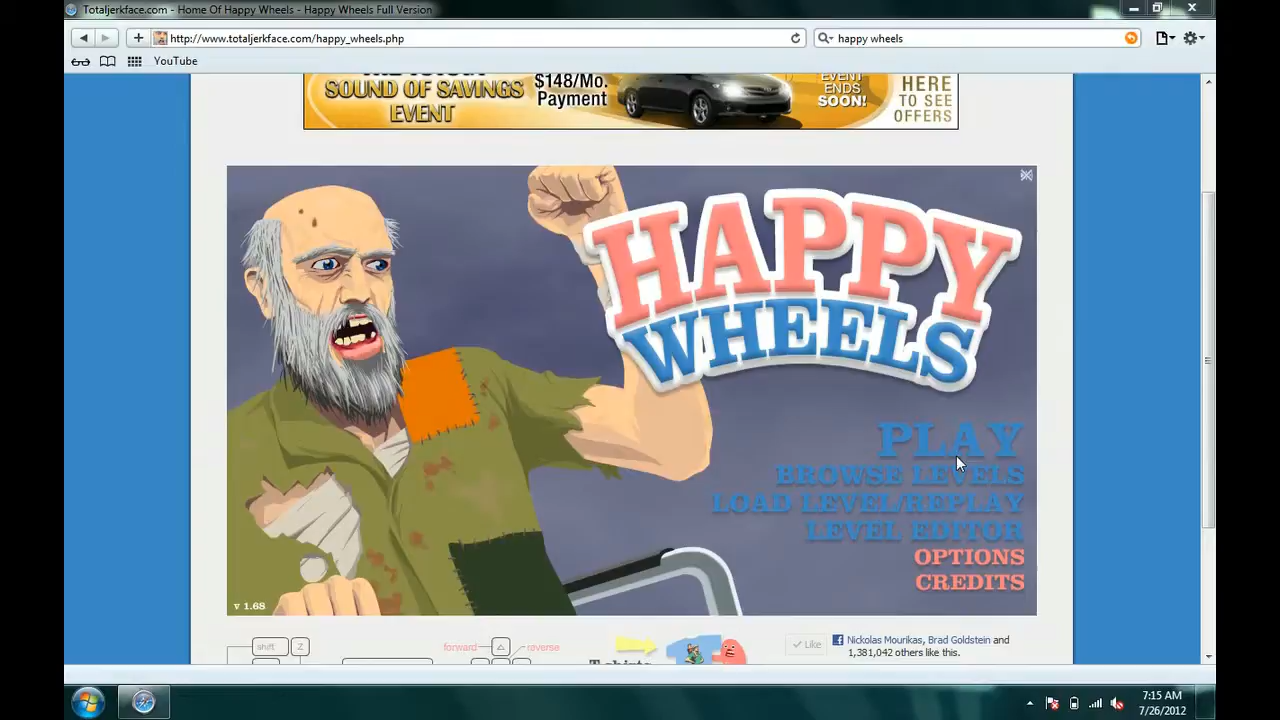 Totaljerkface.com - Home Of Happy Wheels - Happy Wheels Full Version
http://www.totaljerkface.com/happy_wheels.php
happy wheels
YouTube
SOUND OF SAVINGS
EVENT
$148/Mo.
Payment
EVENT
ENDS
SOON!
HERE
TO SEE
OFFERS
HAPPY
WHEELS
PLAY
BROWSE LEVELS
LOAD LEVEL/REPLAY
LEVEL EDITOR
OPTIONS
CREDITS
v 1.68
shift
Z
forward
reverse
Like
Nickolas Mourikas, Brad Goldstein and
1,381,042 others like this.
7:15 AM
7/26/2012